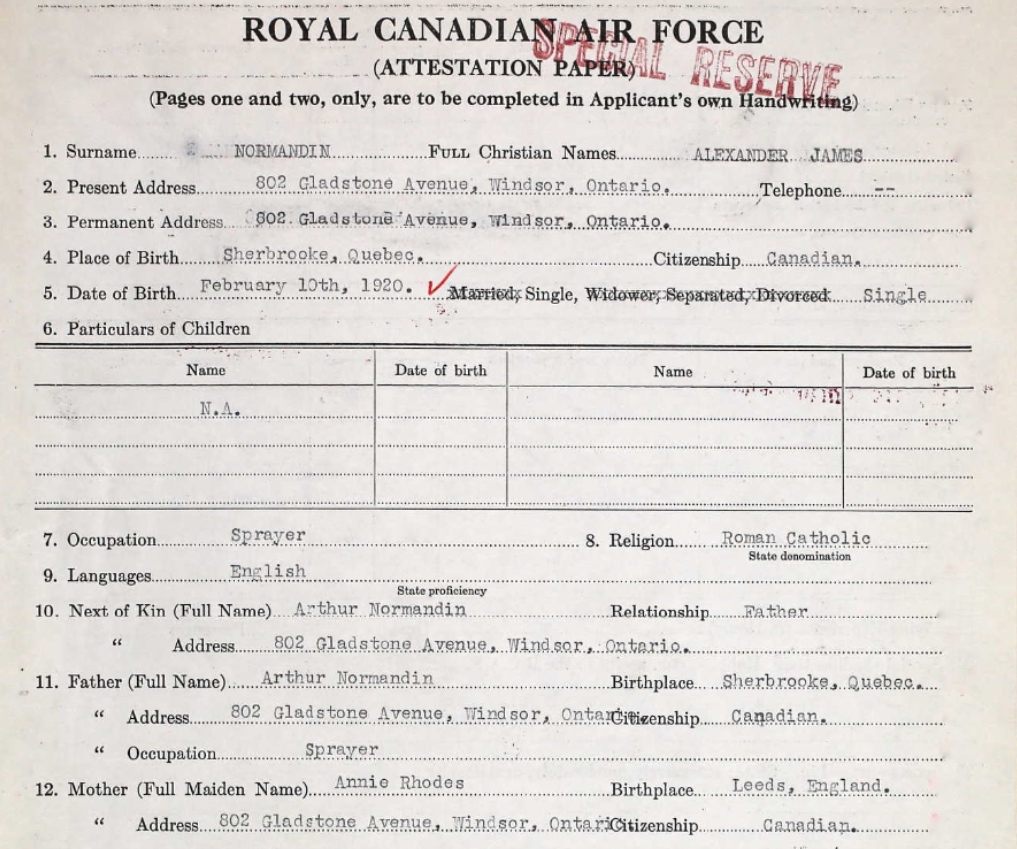 ROYAL CANADIAN AIR FORCE
SPECIAL RESERVE
(ATTESTATION PAPER)
(Pages one and two, only, are to be completed in Applicant's own Handwriting)
1. Surname NORMANDIN FULL Christian Names ALEXANDER JAMES
2. Present Address 802 Gladstone Avenue, Windsor, Ontario. Telephone --
3. Permanent Address 802 Gladstone Avenue, Windsor, Ontario.
4. Place of Birth Sherbrooke, Quebec. Citizenship Canadian.
5. Date of Birth February 10th, 1920. Married, Single, Widower, Separated, Divorced Single
6. Particulars of Children
Name Date of birth Name Date of birth
N.A.
7. Occupation Sprayer 8. Religion Roman Catholic
State denomination
9. Languages English
State proficiency
10. Next of Kin (Full Name) Arthur Normandin Relationship Father
" Address 802 Gladstone Avenue, Windsor, Ontario.
11. Father (Full Name) Arthur Normandin Birthplace Sherbrooke, Quebec.
" Address 802 Gladstone Avenue, Windsor, Ontario. Citizenship Canadian.
" Occupation Sprayer
12. Mother (Full Maiden Name) Annie Rhodes Birthplace Leeds, England.
" Address 802 Gladstone Avenue, Windsor, Ontario Citizenship Canadian.